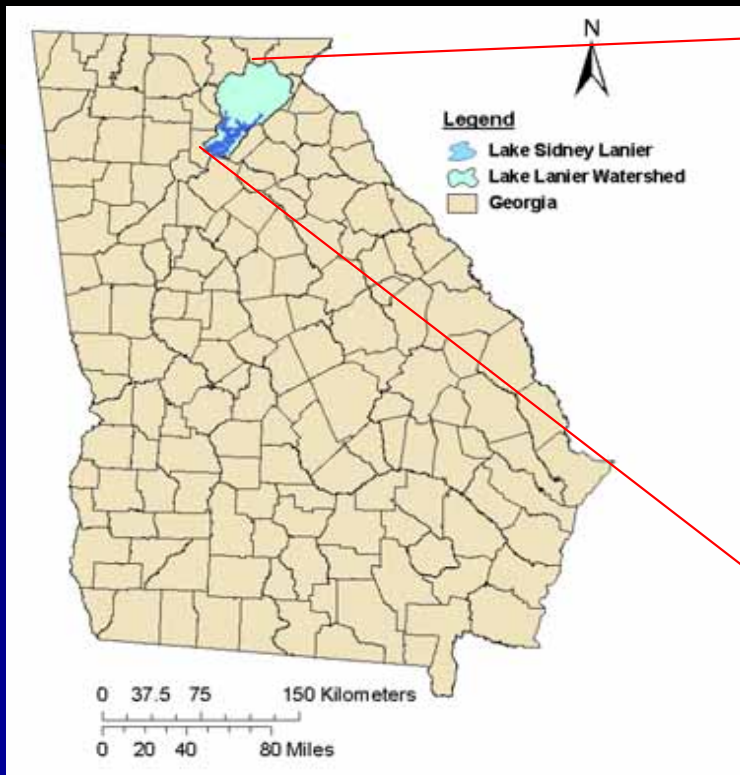 N
Legend
Lake Sidney Lanier
Lake Lanier Watershed
Georgia
0 37.5 75 150 Kilometers
0 20 40 80 Miles